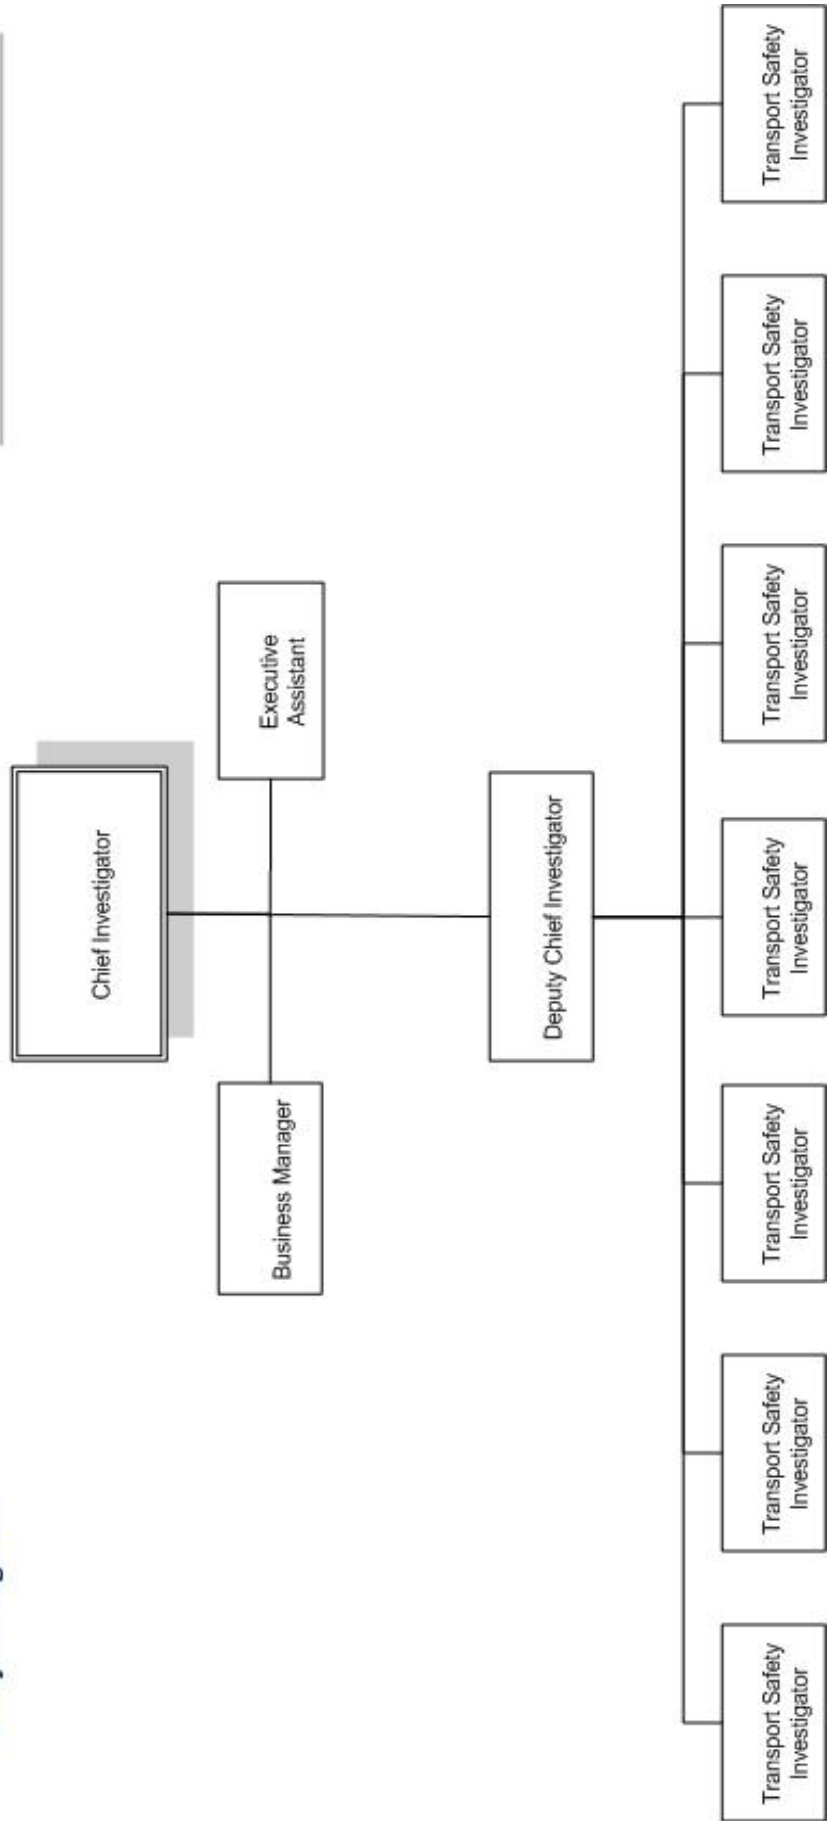 Chief Investigator
Business Manager
Executive
Assistant
Deputy Chief Investigator
Transport Safety
Investigator
Transport Safety
Investigator
Transport Safety
Investigator
Transport Safety
Investigator
Transport Safety
Investigator
Transport Safety
Investigator
Transport Safety
Investigator